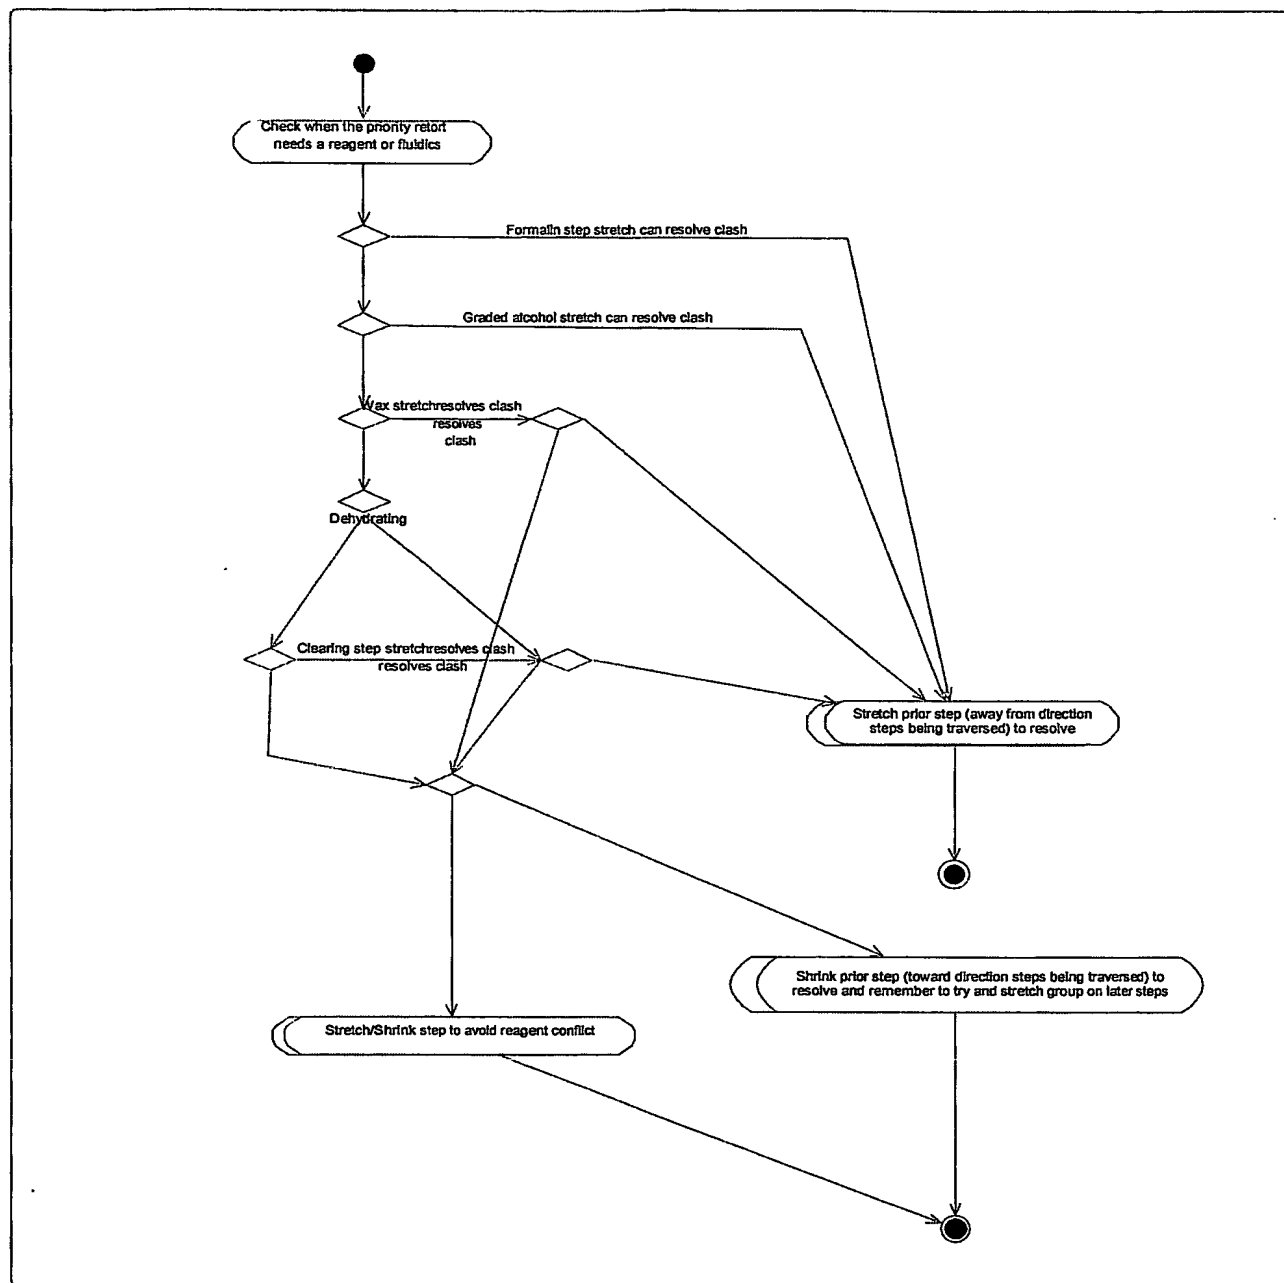 Check when the priority retort
needs a reagent or fluidics
Formalin step stretch can resolve clash
Graded alcohol stretch can resolve clash
Wax stretchresolves clash
resolves
clash
Dehydrating
Clearing step stretchresolves clash
resolves clash
Stretch prior step (away from direction
steps being traversed) to resolve
Shrink prior step (toward direction steps being traversed) to
resolve and remember to try and stretch group on later steps
Stretch/Shrink step to avoid reagent conflict